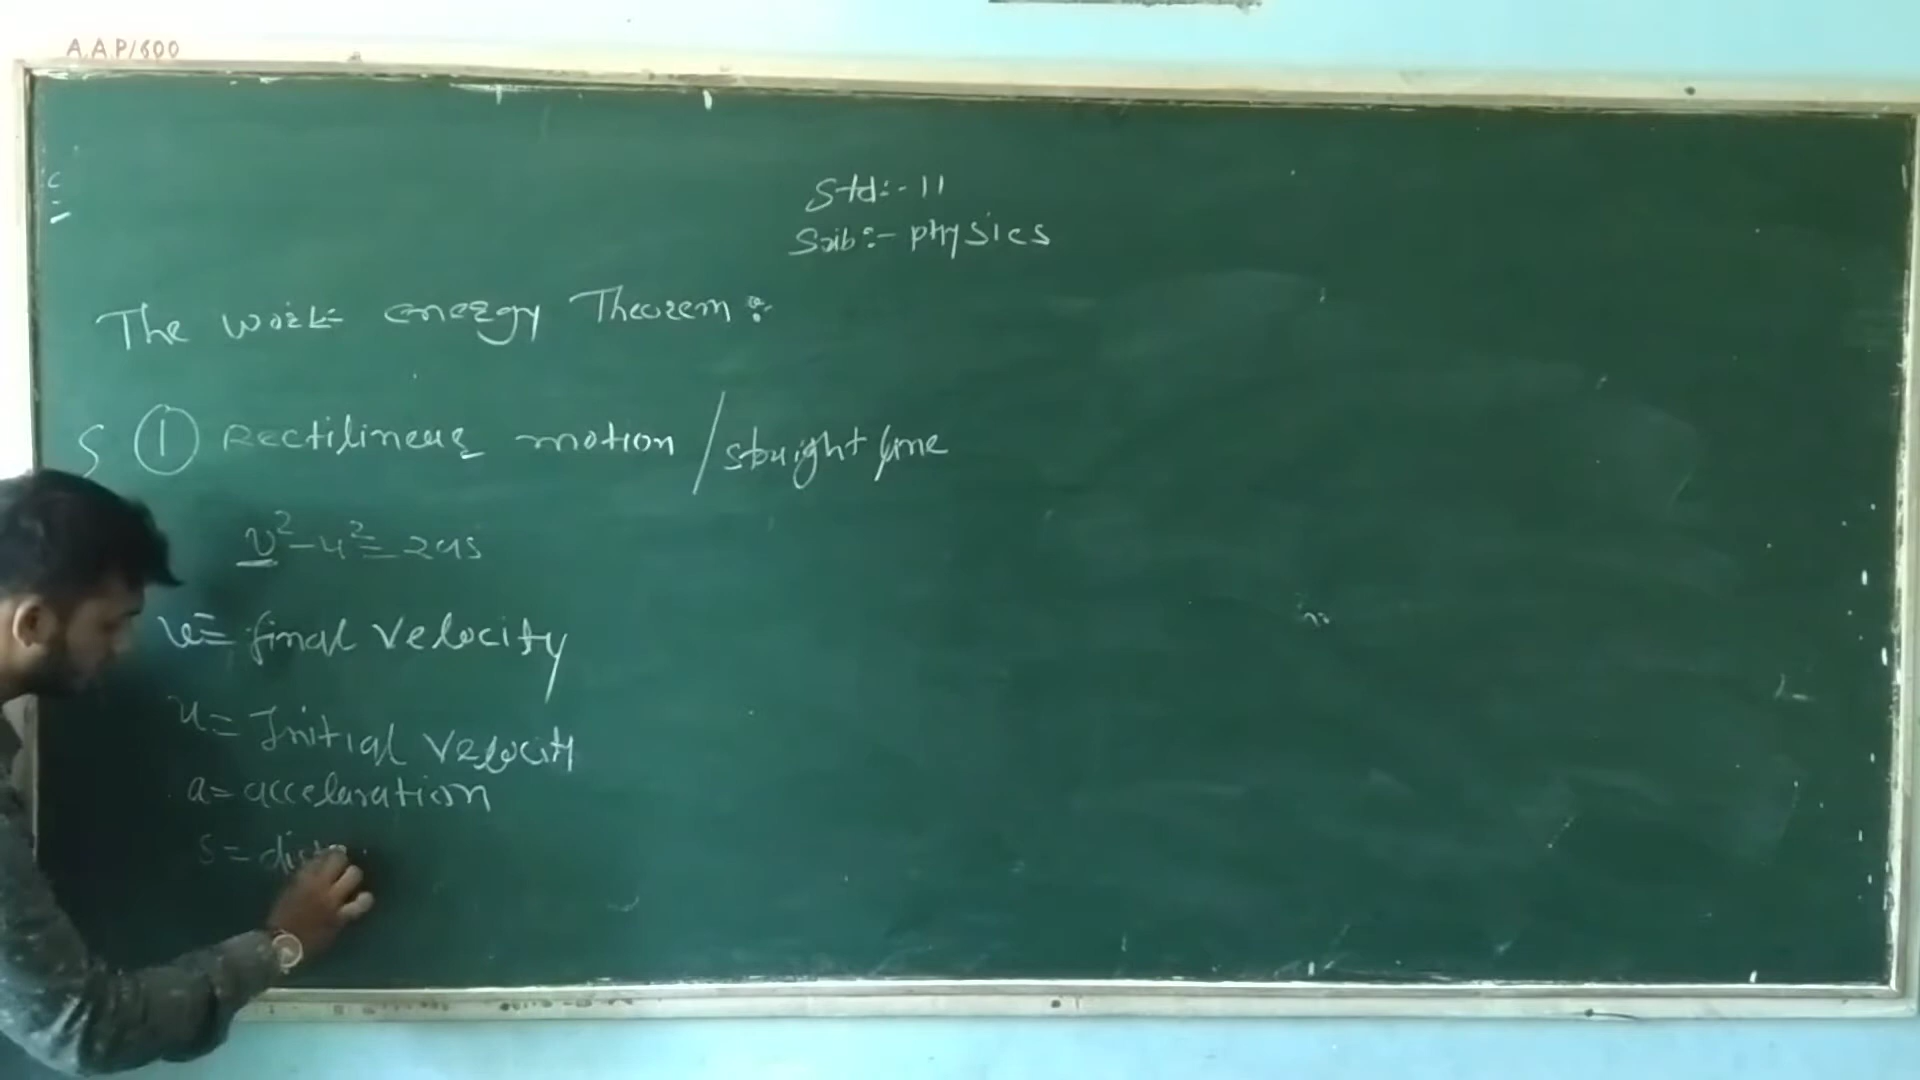 A.A.P/600
Std:- 11
Sub:- physics
The work energy Theorem:
① Rectilinear motion / straight line
v²-u²=2as
v= final velocity
u= Initial velocity
a= acceleration
s= dista